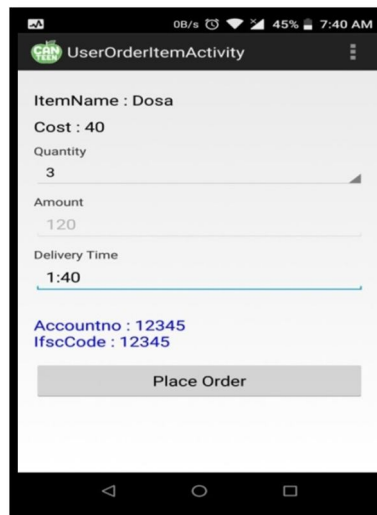 0B/s 45% 7:40 AM
CAN TEEN UserOrderItemActivity
ItemName : Dosa
Cost : 40
Quantity
3
Amount
120
Delivery Time
1:40
Accountno : 12345
IfscCode : 12345
Place Order